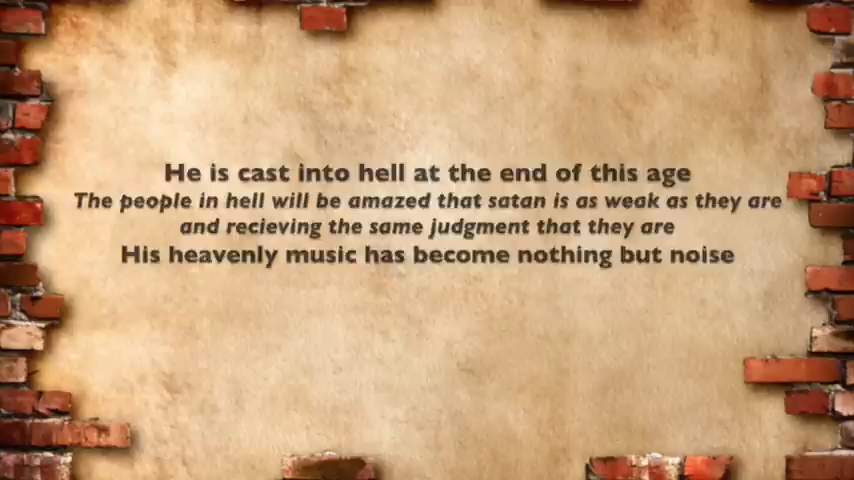 He is cast into hell at the end of this age
The people in hell will be amazed that satan is as weak as they are
and recieving the same judgment that they are
His heavenly music has become nothing but noise